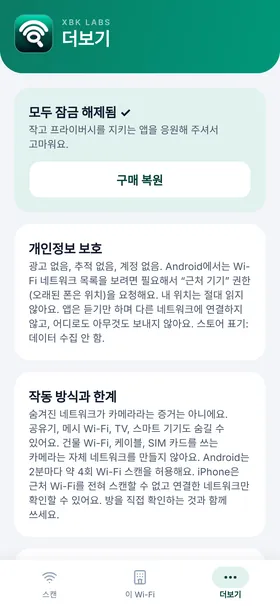 XBK LABS
더보기
모두 잠금 해제됨 ✓
작고 프라이버시를 지키는 앱을 응원해 주셔서
고마워요.
구매 복원
개인정보 보호
광고 없음, 추적 없음, 계정 없음. Android에서는 Wi-
Fi 네트워크 목록을 보려면 필요해서 “근처 기기” 권한
(오래된 폰은 위치)을 요청해요. 내 위치는 절대 읽지
않아요. 앱은 듣기만 하며 다른 네트워크에 연결하지
않고, 어디로도 아무것도 보내지 않아요. 스토어 표기:
데이터 수집 안 함.
작동 방식과 한계
숨겨진 네트워크가 카메라라는 증거는 아니에요.
공유기, 메시 Wi-Fi, TV, 스마트 기기도 숨길 수
있어요. 건물 Wi-Fi, 케이블, SIM 카드를 쓰는
카메라는 자체 네트워크를 만들지 않아요. Android는
2분마다 약 4회 Wi-Fi 스캔을 허용해요. iPhone은
근처 Wi-Fi를 전혀 스캔할 수 없고 연결한 네트워크만
확인할 수 있어요. 방을 직접 확인하는 것과 함께
쓰세요.
스캔
이 Wi-Fi
더보기